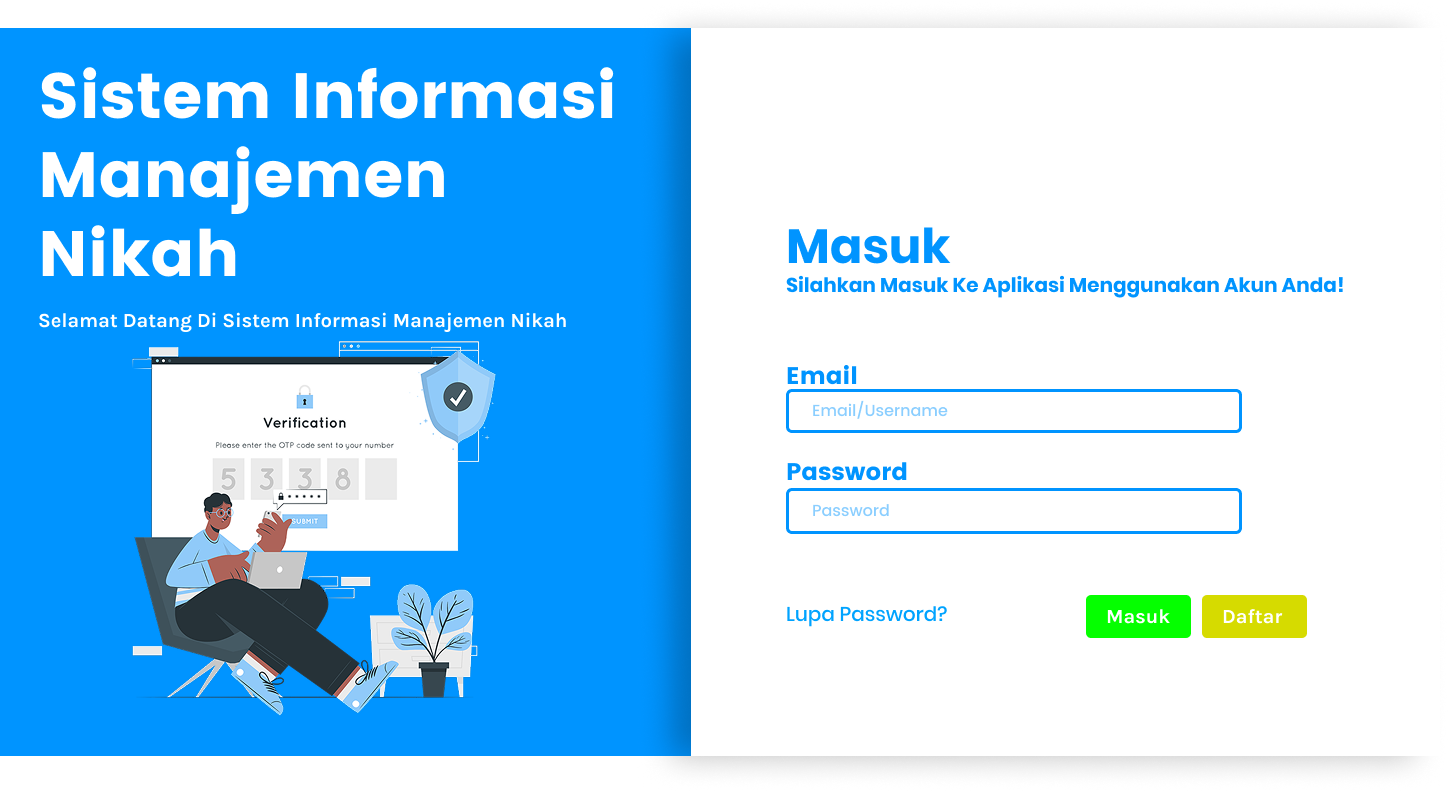 Sistem Informasi
Manajemen
Nikah
Selamat Datang Di Sistem Informasi Manajemen Nikah
Verification
Please enter the OTP code sent to your number
5 3 3 8
SUBMIT
Masuk
Silahkan Masuk Ke Aplikasi Menggunakan Akun Anda!
Email
Email/Username
Password
Password
Lupa Password?
Masuk
Daftar